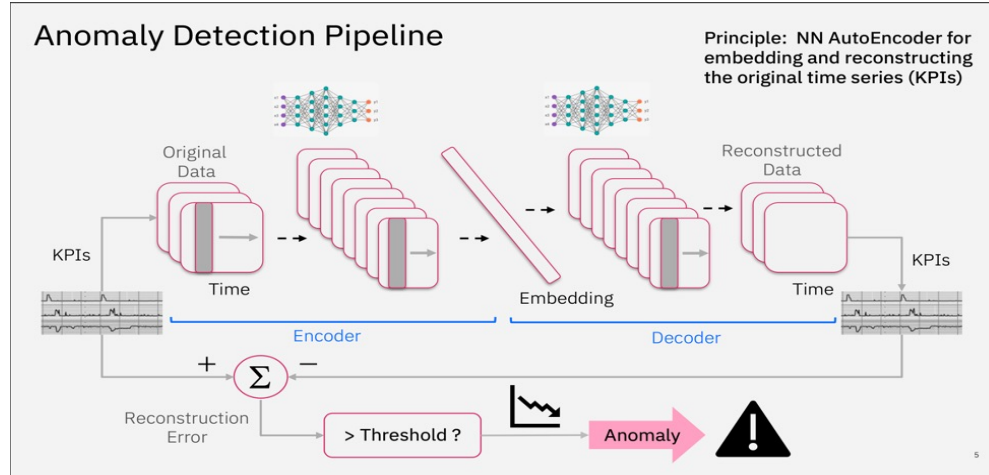 Anomaly Detection Pipeline
Principle:  NN AutoEncoder for
embedding and reconstructing
the original time series (KPIs)
Original
Data
Reconstructed
Data
KPIs
KPIs
Time
Embedding
Time
Encoder
Decoder
+
Σ
−
Reconstruction
Error
> Threshold ?
Anomaly
!
5